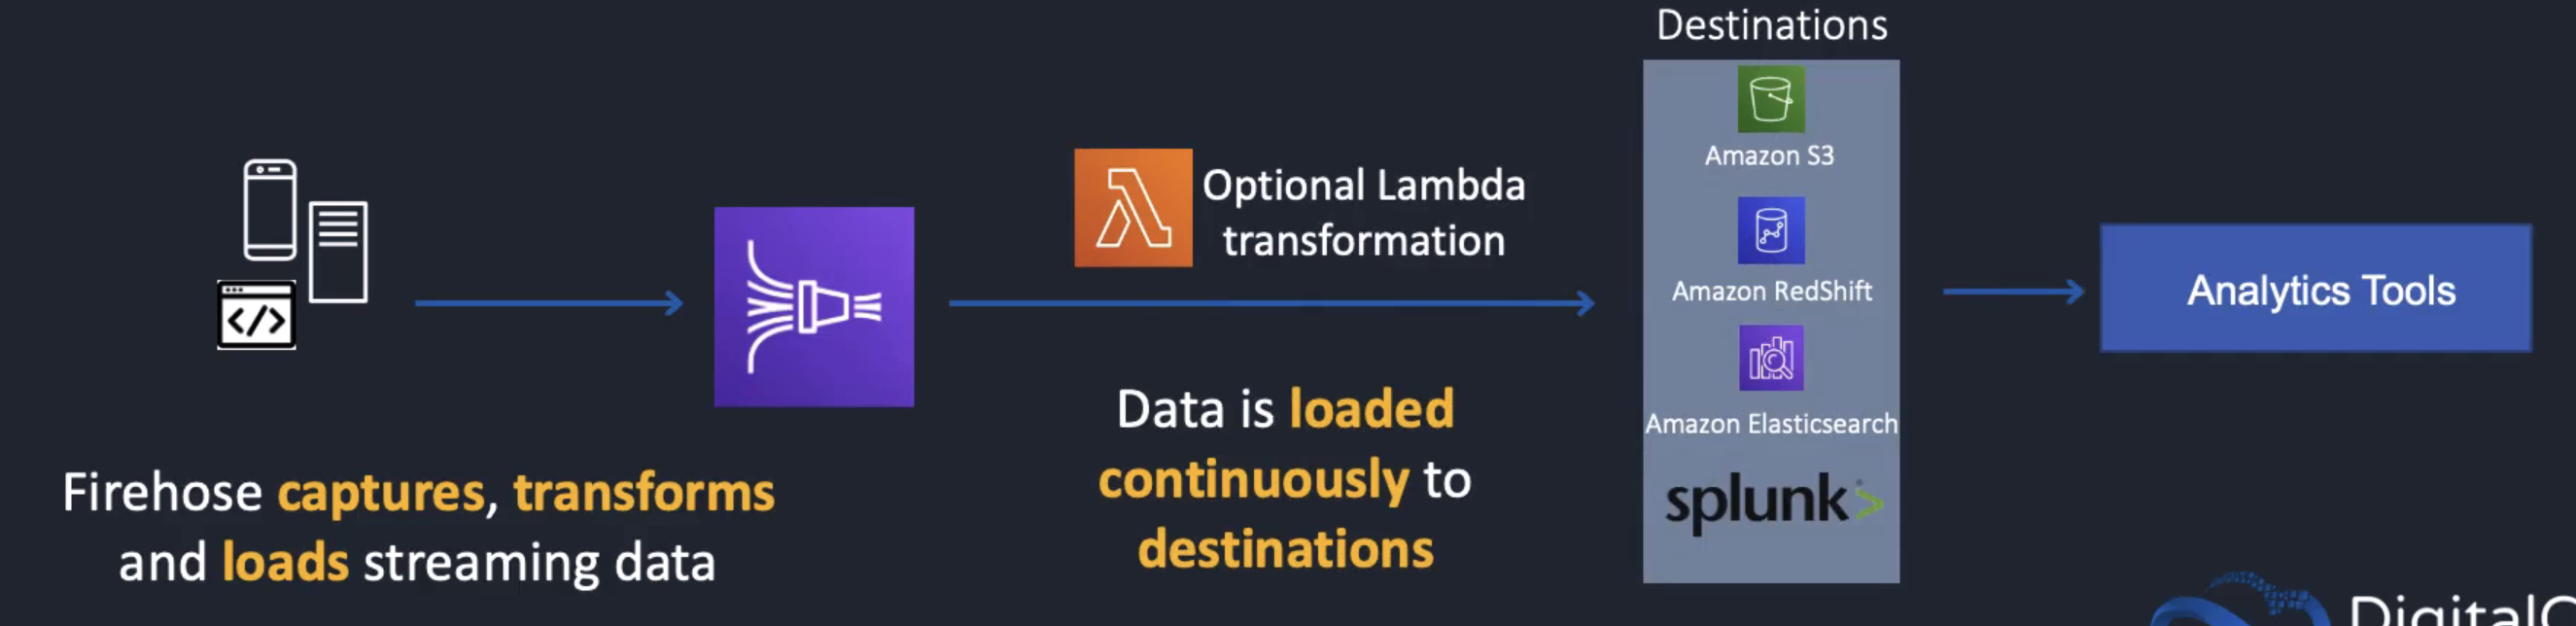 Destinations
Amazon S3
Optional Lambda
transformation
Amazon RedShift
Analytics Tools
</>
Data is loaded
continuously to
destinations
Amazon Elasticsearch
Firehose captures, transforms
and loads streaming data
splunk>